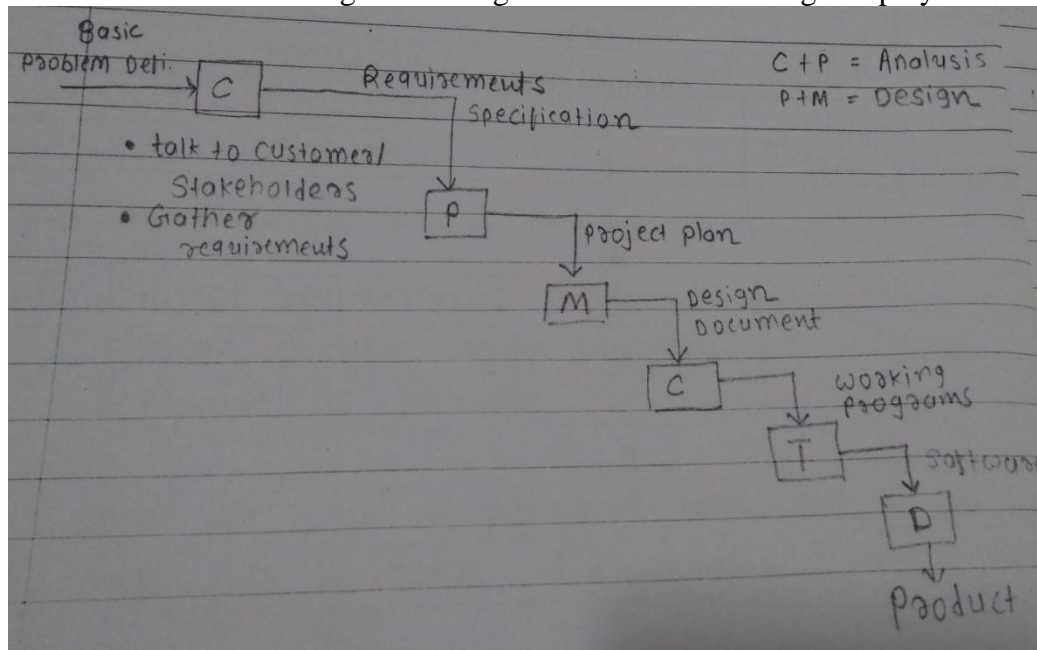 Basic
Problem Defi.
C
Requirements
Specification
C + P = Analysis
P + M = Design
• talk to customer/
Stakeholders
• Gather
requirements
P
Project plan
M
Design
Document
C
working
programs
T
Software
D
Product